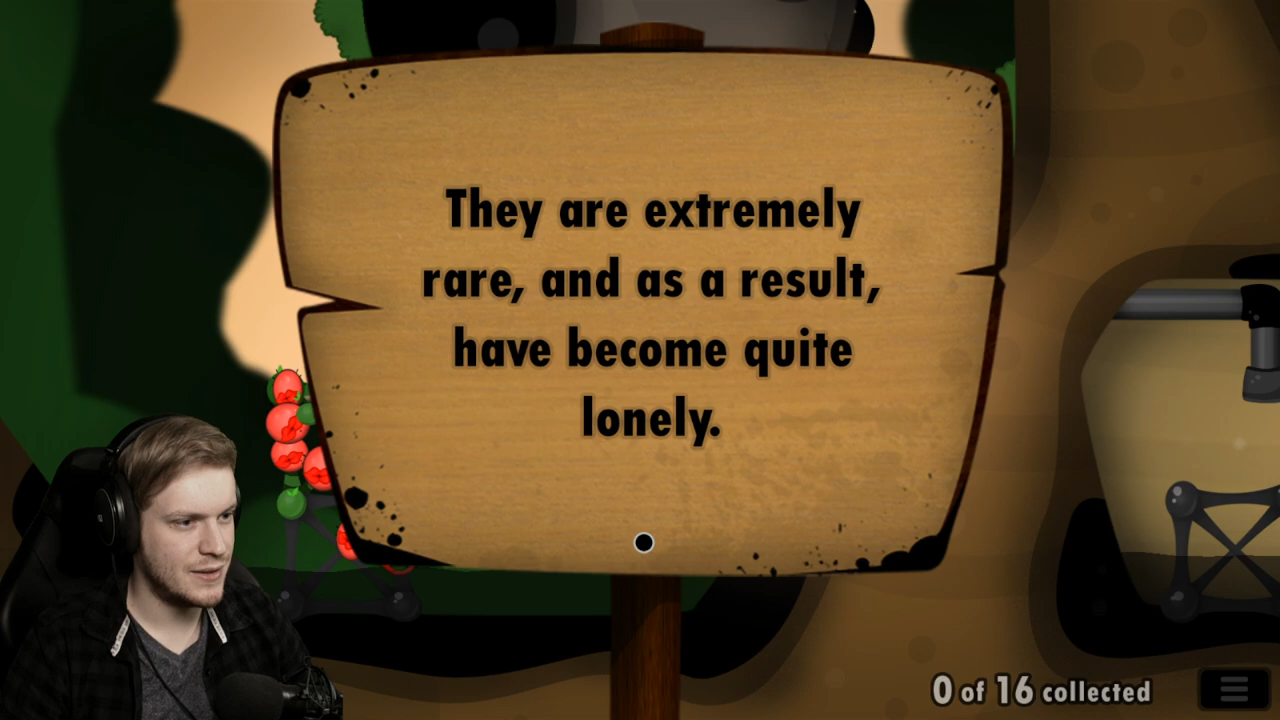 They are extremely
rare, and as a result,
have become quite
lonely.
0 of 16 collected